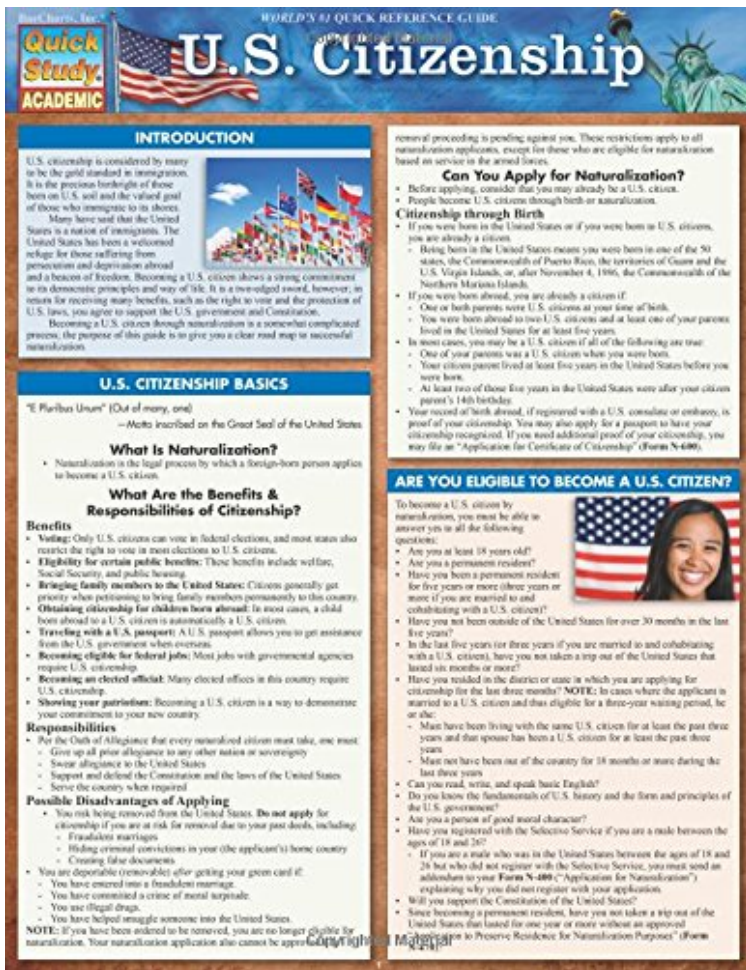 BarCharts, Inc.®
WORLD'S #1 QUICK REFERENCE GUIDE
Quick
Study®
ACADEMIC
U.S. Citizenship
Copyrighted Material
INTRODUCTION
U.S. citizenship is considered by many
to be the gold standard in immigration.
It is the precious birthright of those
born on U.S. soil and the valued goal
of those who immigrate to its shores.
Many have said that the United
States is a nation of immigrants. The
United States has been a welcomed
refuge for those suffering from
persecution and deprivation abroad
and a beacon of freedom. Becoming a U.S. citizen shows a strong commitment
to its democratic principles and way of life. It is a two-edged sword, however; in
return for receiving many benefits, such as the right to vote and the protection of
U.S. laws, you agree to support the U.S. government and Constitution.
Becoming a U.S. citizen through naturalization is a somewhat complicated
process; the purpose of this guide is to give you a clear road map to successful
naturalization.
U.S. CITIZENSHIP BASICS
"E Pluribus Unum" (Out of many, one)
—Motto inscribed on the Great Seal of the United States
What Is Naturalization?
• Naturalization is the legal process by which a foreign-born person applies
to become a U.S. citizen.
What Are the Benefits &
Responsibilities of Citizenship?
Benefits
• Voting: Only U.S. citizens can vote in federal elections, and most states also
restrict the right to vote in most elections to U.S. citizens.
• Eligibility for certain public benefits: These benefits include welfare,
Social Security, and public housing.
• Bringing family members to the United States: Citizens generally get
priority when petitioning to bring family members permanently to this country.
• Obtaining citizenship for children born abroad: In most cases, a child
born abroad to a U.S. citizen is automatically a U.S. citizen.
• Traveling with a U.S. passport: A U.S. passport allows you to get assistance
from the U.S. government when overseas.
• Becoming eligible for federal jobs: Most jobs with governmental agencies
require U.S. citizenship.
• Becoming an elected official: Many elected offices in this country require
U.S. citizenship.
• Showing your patriotism: Becoming a U.S. citizen is a way to demonstrate
your commitment to your new country.
Responsibilities
• Per the Oath of Allegiance that every naturalized citizen must take, one must:
- Give up all prior allegiance to any other nation or sovereignty
- Swear allegiance to the United States
- Support and defend the Constitution and the laws of the United States
- Serve the country when required
Possible Disadvantages of Applying
• You risk being removed from the United States. Do not apply for
citizenship if you are at risk for removal due to your past deeds, including:
- Fraudulent marriages
- Hiding criminal convictions in your (the applicant's) home country
- Creating false documents
• You are deportable (removable) after getting your green card if:
- You have entered into a fraudulent marriage.
- You have committed a crime of moral turpitude.
- You use illegal drugs.
- You have helped smuggle someone into the United States.
NOTE: If you have been ordered to be removed, you are no longer eligible for
naturalization. Your naturalization application also cannot be approved
removal proceeding is pending against you. These restrictions apply to all
naturalization applicants, except for those who are eligible for naturalization
based on service in the armed forces.
Can You Apply for Naturalization?
• Before applying, consider that you may already be a U.S. citizen.
• People become U.S. citizens through birth or naturalization.
Citizenship through Birth
• If you were born in the United States or if you were born to U.S. citizens,
you are already a citizen.
- Being born in the United States means you were born in one of the 50
states, the Commonwealth of Puerto Rico, the territories of Guam and the
U.S. Virgin Islands, or, after November 4, 1986, the Commonwealth of the
Northern Mariana Islands.
• If you were born abroad, you are already a citizen if:
- One or both parents were U.S. citizens at your time of birth.
- You were born abroad to two U.S. citizens and at least one of your parents
lived in the United States for at least five years.
• In most cases, you may be a U.S. citizen if all of the following are true:
- One of your parents was a U.S. citizen when you were born.
- Your citizen parent lived at least five years in the United States before you
were born.
- At least two of those five years in the United States were after your citizen
parent's 14th birthday.
• Your record of birth abroad, if registered with a U.S. consulate or embassy, is
proof of your citizenship. You may also apply for a passport to have your
citizenship recognized. If you need additional proof of your citizenship, you
may file an "Application for Certificate of Citizenship" (Form N-600).
ARE YOU ELIGIBLE TO BECOME A U.S. CITIZEN?
To become a U.S. citizen by
naturalization, you must be able to
answer yes to all the following
questions:
• Are you at least 18 years old?
• Are you a permanent resident?
• Have you been a permanent resident
for five years or more (three years or
more if you are married to and
cohabitating with a U.S. citizen)?
• Have you not been outside of the United States for over 30 months in the last
five years?
• In the last five years (or three years if you are married to and cohabitating
with a U.S. citizen), have you not taken a trip out of the United States that
lasted six months or more?
• Have you resided in the district or state in which you are applying for
citizenship for the last three months? NOTE: In cases where the applicant is
married to a U.S. citizen and thus eligible for a three-year waiting period, he
or she:
- Must have been living with the same U.S. citizen for at least the past three
years and that spouse has been a U.S. citizen for at least the past three
years
- Must not have been out of the country for 18 months or more during the
last three years
• Can you read, write, and speak basic English?
• Do you know the fundamentals of U.S. history and the form and principles of
the U.S. government?
• Are you a person of good moral character?
• Have you registered with the Selective Service if you are a male between the
ages of 18 and 26?
- If you are a male who was in the United States between the ages of 18 and
26 but who did not register with the Selective Service, you must send an
addendum to your Form N-400 ("Application for Naturalization")
explaining why you did not register with your application.
• Will you support the Constitution of the United States?
• Since becoming a permanent resident, have you not taken a trip out of the
United States that lasted for one year or more without an approved
"Application to Preserve Residence for Naturalization Purposes" (Form
N-470)?
Copyrighted Material
1